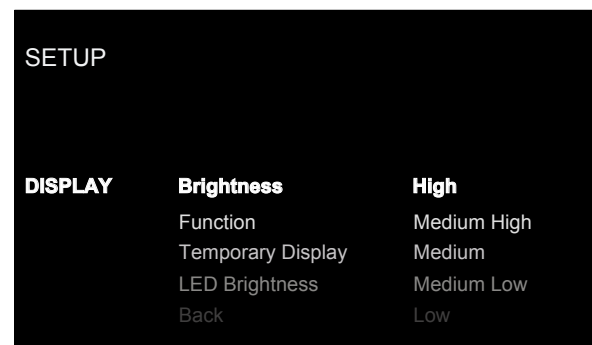 SETUP
DISPLAY Brightness High
Function Medium High
Temporary Display Medium
LED Brightness Medium Low
Back Low